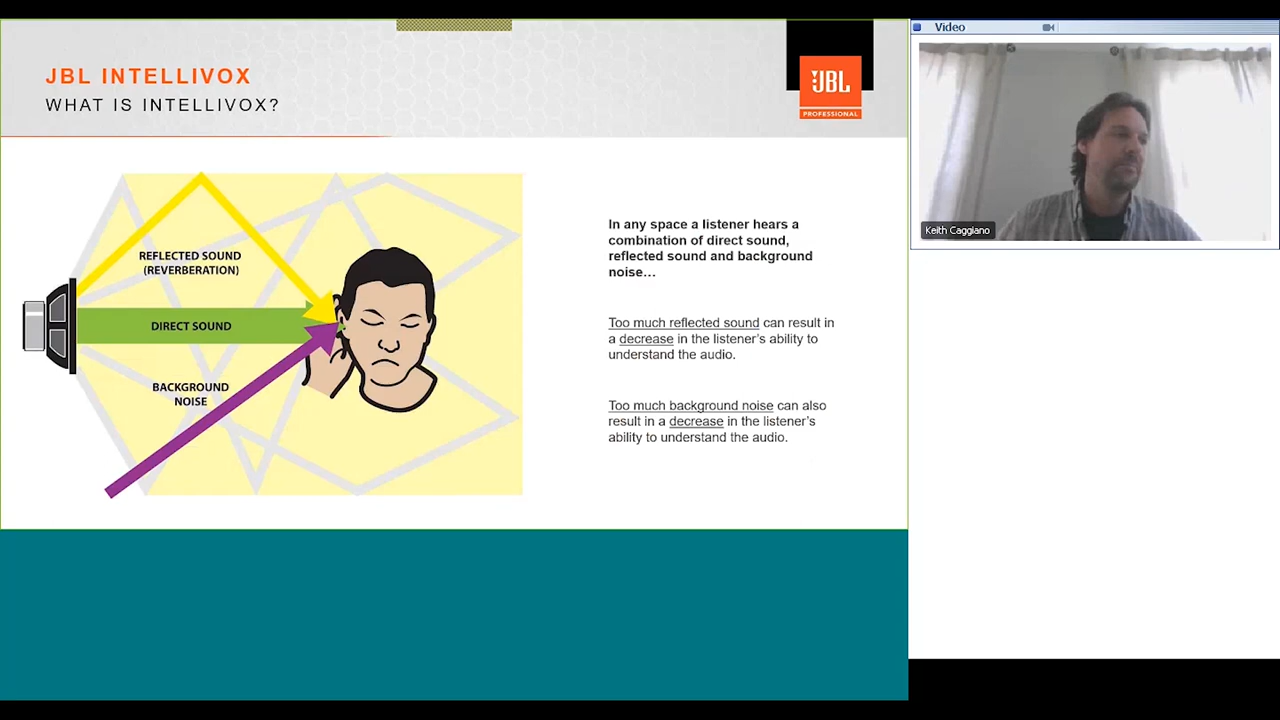 JBL INTELLIVOX
WHAT IS INTELLIVOX?
JBL
PROFESSIONAL
REFLECTED SOUND
(REVERBERATION)
DIRECT SOUND
BACKGROUND
NOISE
In any space a listener hears a
combination of direct sound,
reflected sound and background
noise…
Too much reflected sound can result in
a decrease in the listener’s ability to
understand the audio.
Too much background noise can also
result in a decrease in the listener’s
ability to understand the audio.
Video
Keith Caggiano